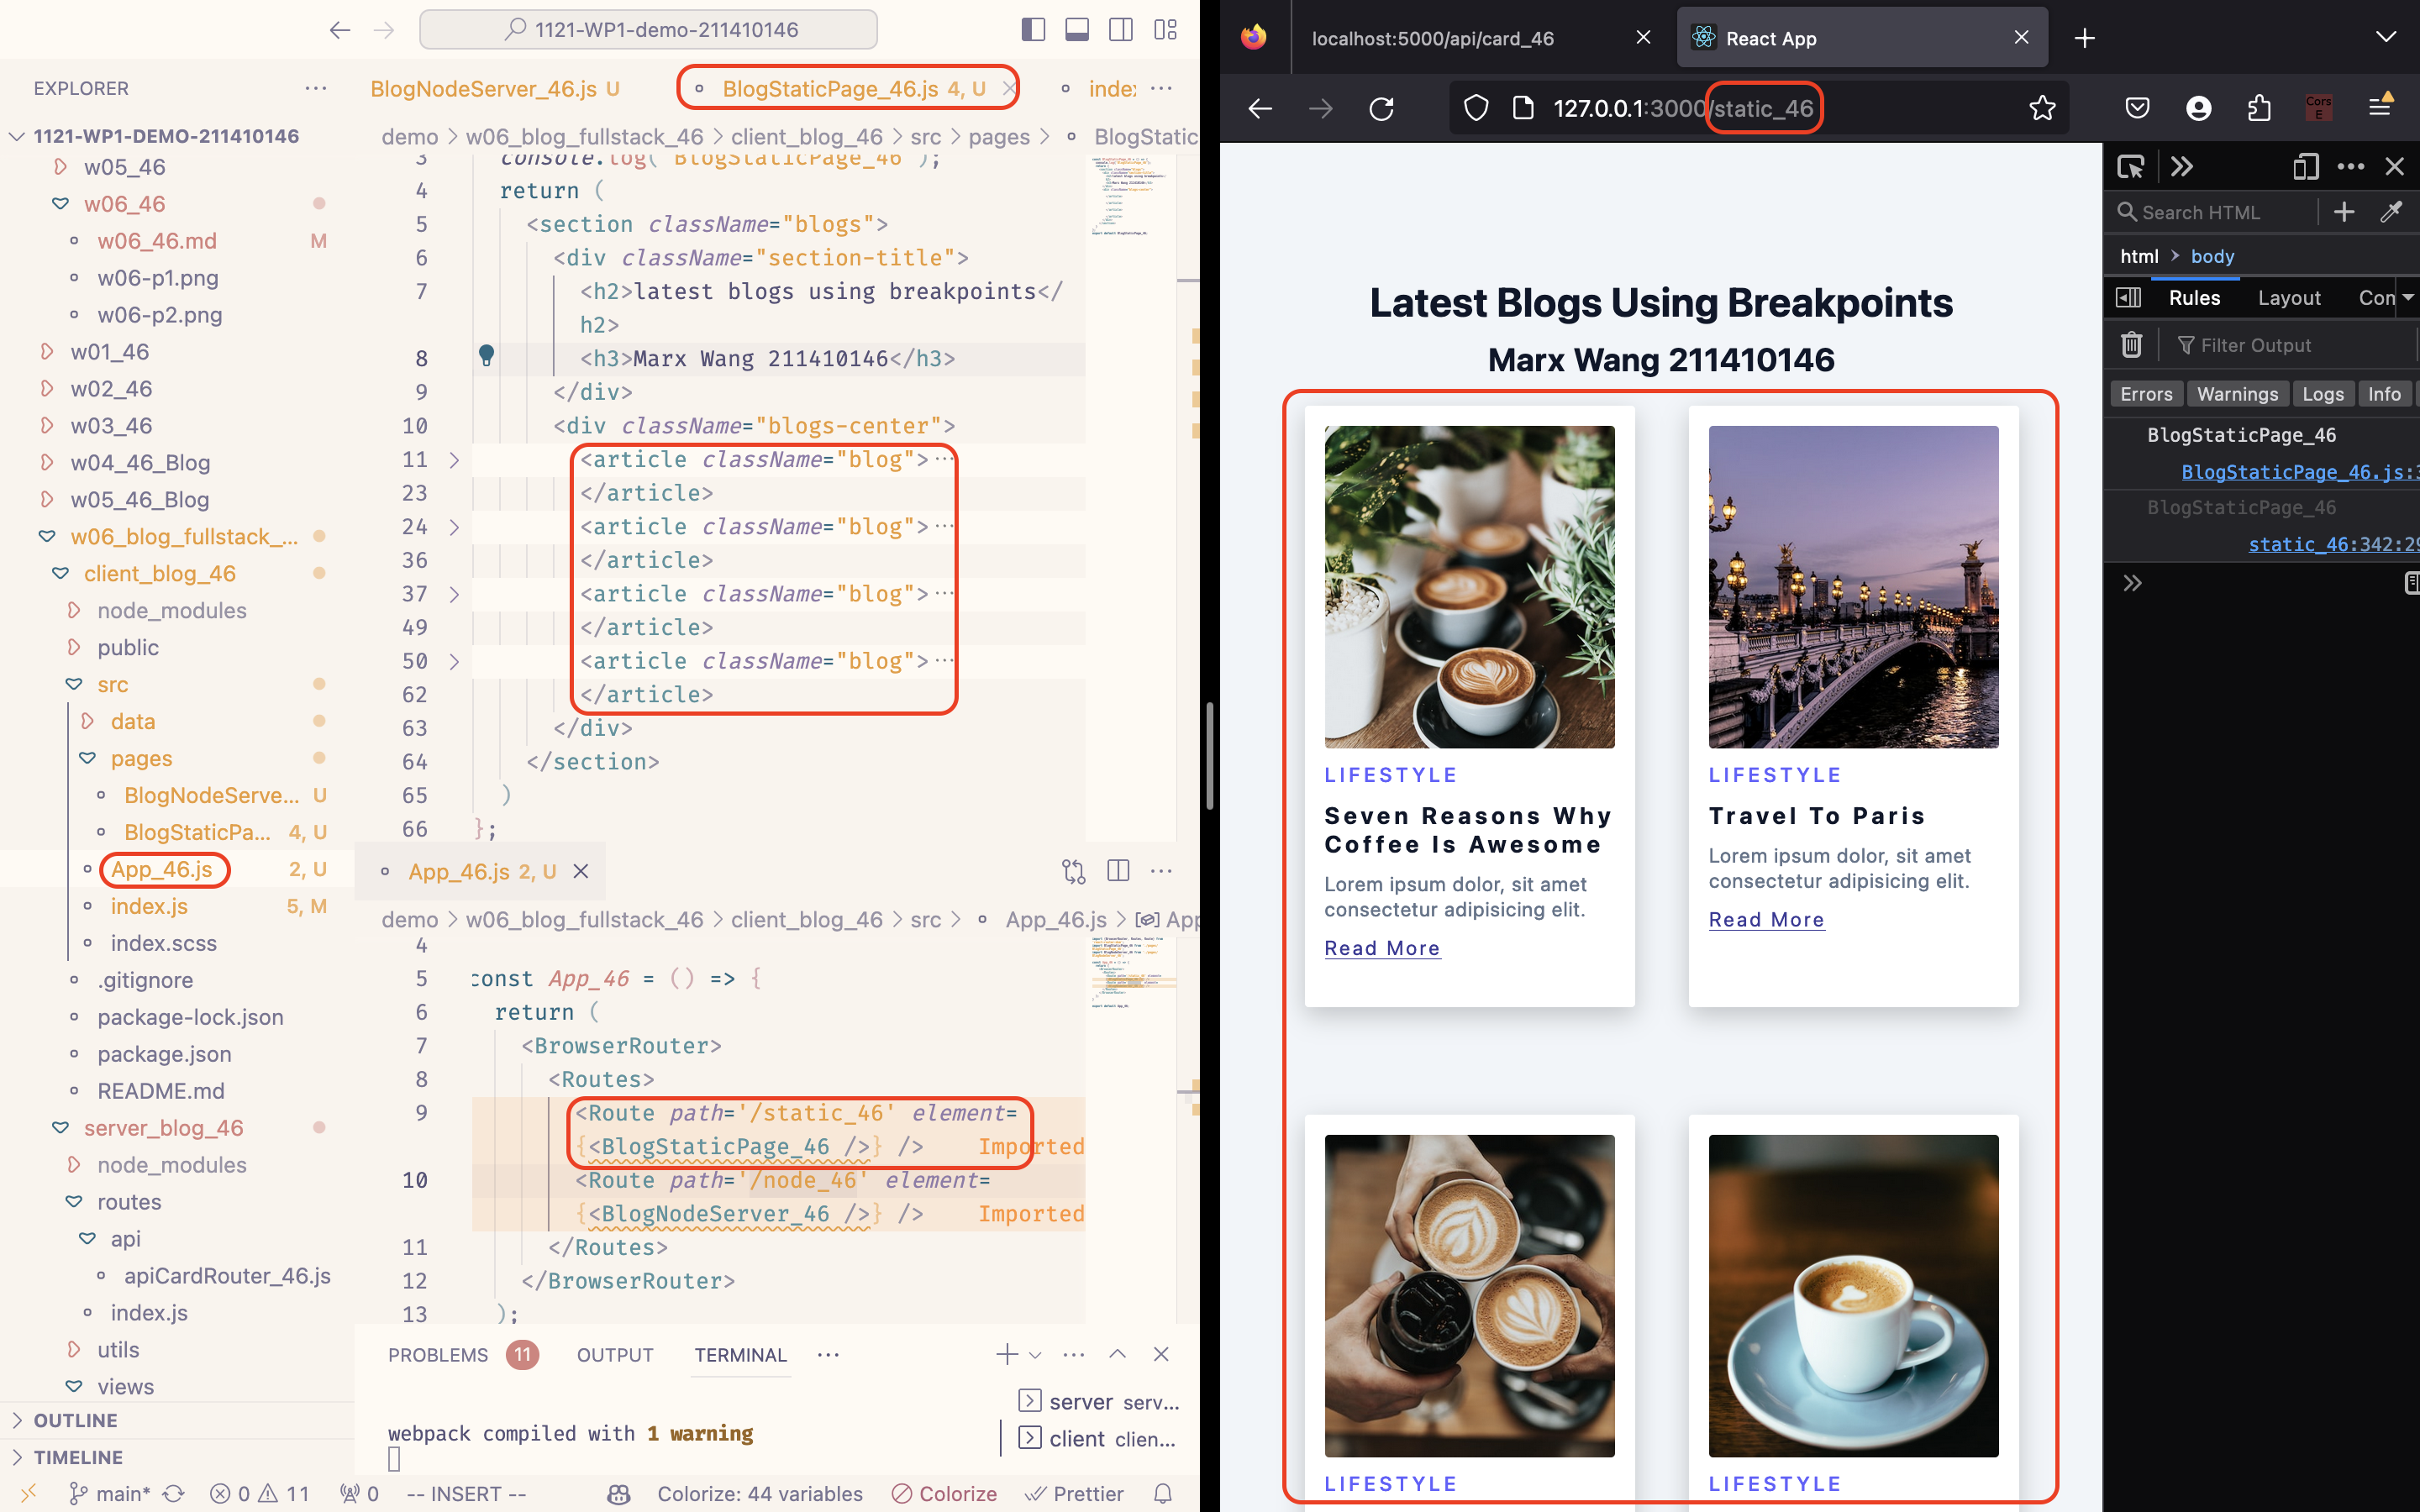 1121-WP1-demo-211410146
EXPLORER
1121-WP1-DEMO-211410146
w05_46
w06_46
w06_46.md M
w06-p1.png
w06-p2.png
w01_46
w02_46
w03_46
w04_46_Blog
w05_46_Blog
w06_blog_fullstack_...
client_blog_46
node_modules
public
src
data
pages
BlogNodeServe... U
BlogStaticPa... 4, U
App_46.js 2, U
index.js 5, M
index.scss
.gitignore
package-lock.json
package.json
README.md
server_blog_46
node_modules
routes
api
apiCardRouter_46.js
index.js
utils
views
OUTLINE
TIMELINE
BlogNodeServer_46.js U
BlogStaticPage_46.js 4, U
demo > w06_blog_fullstack_46 > client_blog_46 > src > pages > BlogStatic
3 console.log("BlogStaticPage_46");
4 return (
5 <section className="blogs">
6 <div className="section-title">
7 <h2>latest blogs using breakpoints</
h2>
8 <h3>Marx Wang 211410146</h3>
9 </div>
10 <div className="blogs-center">
11 <article className="blog">...
23 </article>
24 <article className="blog">...
36 </article>
37 <article className="blog">...
49 </article>
50 <article className="blog">...
62 </article>
63 </div>
64 </section>
65 )
66 };
App_46.js 2, U
demo > w06_blog_fullstack_46 > client_blog_46 > src > App_46.js > App
4
5 const App_46 = () => {
6 return (
7 <BrowserRouter>
8 <Routes>
9 <Route path='/static_46' element=
{<BlogStaticPage_46 />} /> Imported
10 <Route path='/node_46' element=
{<BlogNodeServer_46 />} /> Imported
11 </Routes>
12 </BrowserRouter>
13 );
PROBLEMS 11 OUTPUT TERMINAL ...
server serv...
client clien...
webpack compiled with 1 warning
main* 0 11 0 -- INSERT -- Colorize: 44 variables Colorize Prettier
localhost:5000/api/card_46
React App
127.0.0.1:3000/static_46
Cors
E
Latest Blogs Using Breakpoints
Marx Wang 211410146
LIFESTYLE
Seven Reasons Why
Coffee Is Awesome
Lorem ipsum dolor, sit amet
consectetur adipisicing elit.
Read More
LIFESTYLE
Travel To Paris
Lorem ipsum dolor, sit amet
consectetur adipisicing elit.
Read More
LIFESTYLE
LIFESTYLE
Search HTML
html > body
Rules Layout Con
Filter Output
Errors Warnings Logs Info
BlogStaticPage_46
BlogStaticPage_46.js:3
BlogStaticPage_46
static_46:342:29